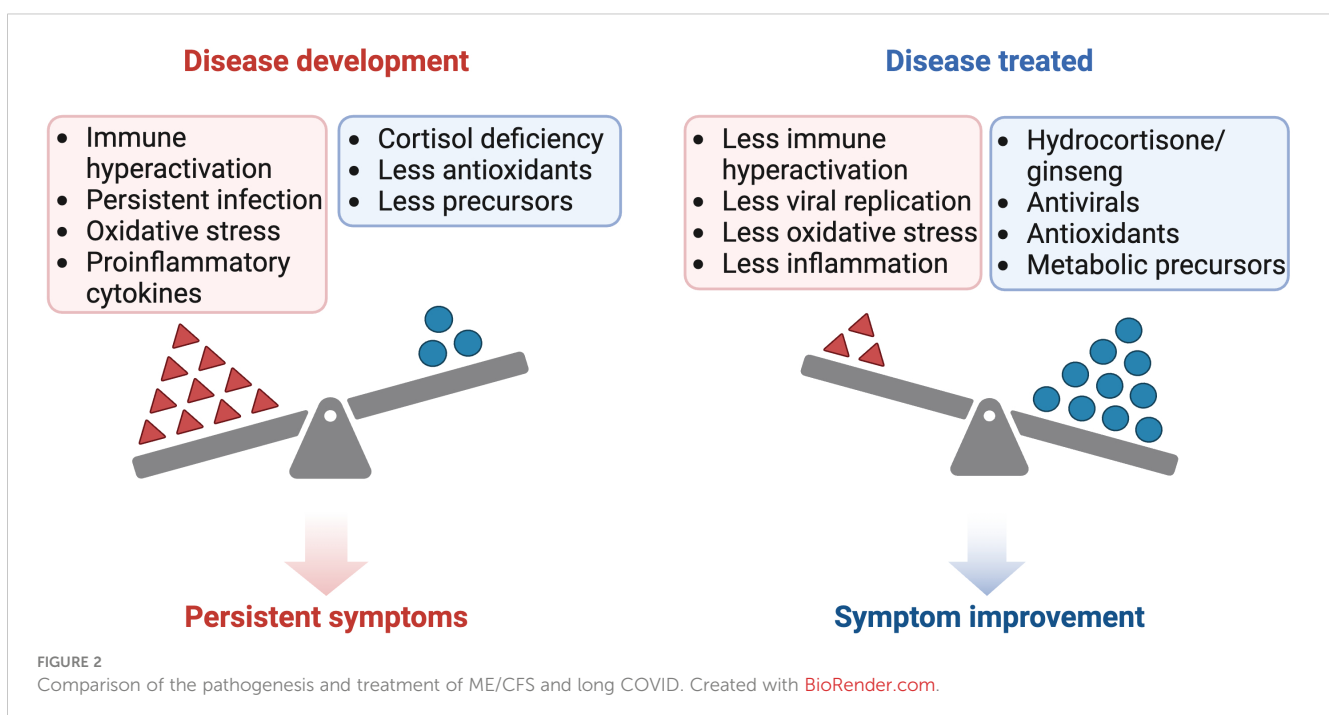 Disease development
• Immune
hyperactivation
• Persistent infection
• Oxidative stress
• Proinflammatory
cytokines
• Cortisol deficiency
• Less antioxidants
• Less precursors
Persistent symptoms
Disease treated
• Less immune
hyperactivation
• Less viral replication
• Less oxidative stress
• Less inflammation
• Hydrocortisone/
ginseng
• Antivirals
• Antioxidants
• Metabolic precursors
Symptom improvement
FIGURE 2
Comparison of the pathogenesis and treatment of ME/CFS and long COVID. Created with BioRender.com.